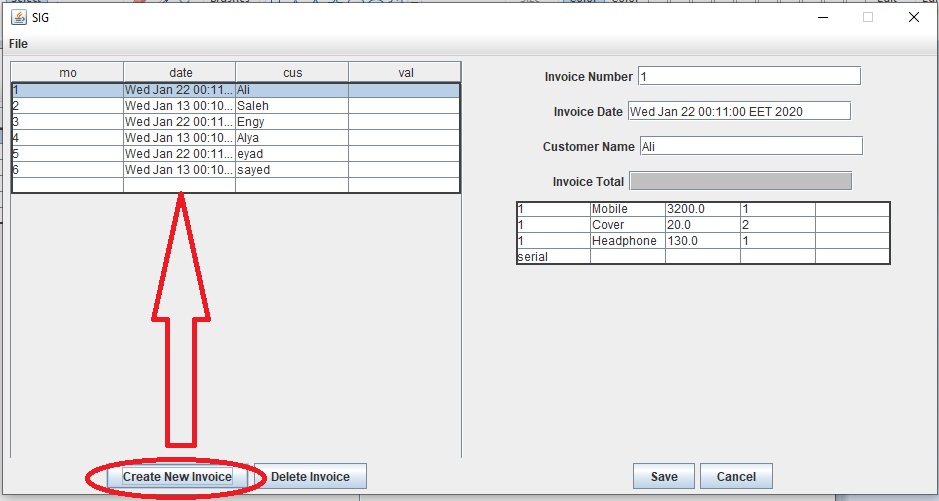 SIG
File
mo date cus val
1 Wed Jan 22 00:11... Ali
2 Wed Jan 13 00:10... Saleh
3 Wed Jan 22 00:11... Engy
4 Wed Jan 13 00:10... Alya
5 Wed Jan 22 00:11... eyad
6 Wed Jan 13 00:10... sayed
Invoice Number 1
Invoice Date Wed Jan 22 00:11:00 EET 2020
Customer Name Ali
Invoice Total
1 Mobile 3200.0 1
1 Cover 20.0 2
1 Headphone 130.0 1
serial
Create New Invoice Delete Invoice Save Cancel